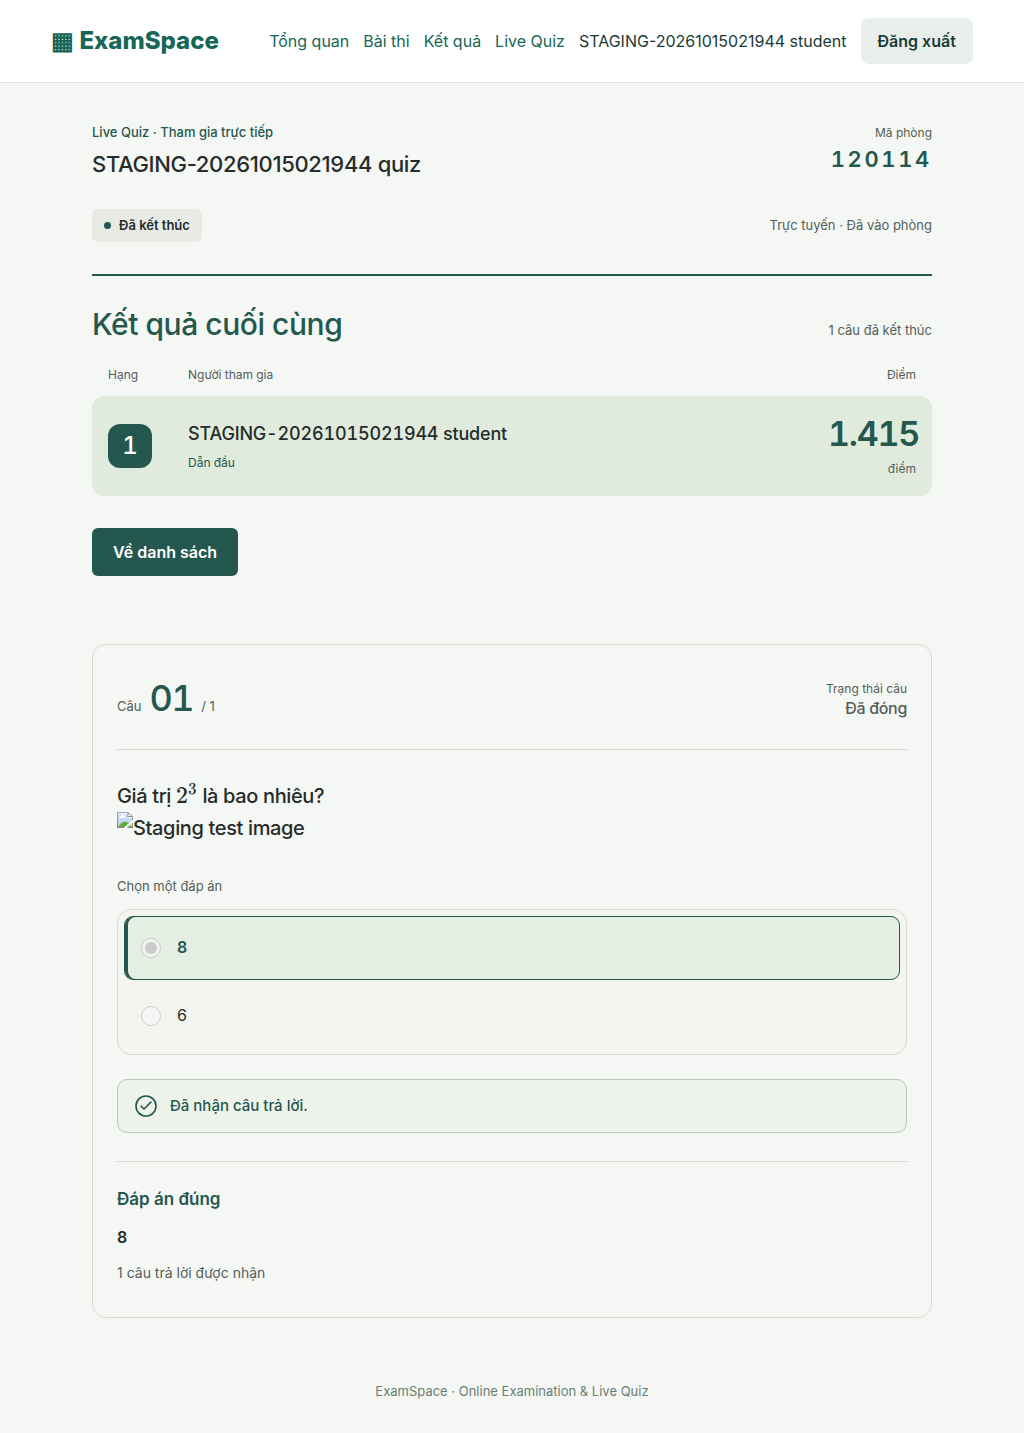 ExamSpace
Tổng quan Bài thi Kết quả Live Quiz STAGING-20261015021944 student Đăng xuất
Live Quiz · Tham gia trực tiếp
Mã phòng
STAGING-20261015021944 quiz
120114
Đã kết thúc
Trực tuyến · Đã vào phòng
Kết quả cuối cùng
1 câu đã kết thúc
Hạng Người tham gia Điểm
1 STAGING-20261015021944 student 1.415
Dẫn đầu điểm
Về danh sách
Câu 01 / 1
Trạng thái câu
Đã đóng
Giá trị 2³ là bao nhiêu?
Staging test image
Chọn một đáp án
8
6
Đã nhận câu trả lời.
Đáp án đúng
8
1 câu trả lời được nhận
ExamSpace · Online Examination & Live Quiz